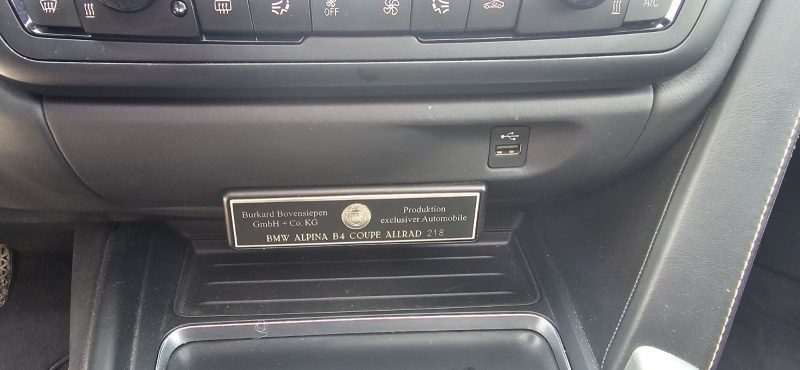 OFF
A/C
Burkard Bovensiepen
GmbH + Co. KG
Produktion
exclusiver Automobile
BMW ALPINA B4 COUPE ALLRAD 218